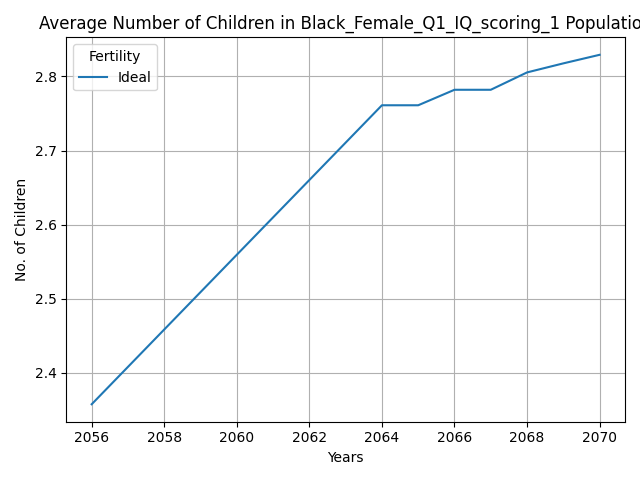 Average Number of Children in Black_Female_Q1_IQ_scoring_1 Populatio
Fertility
Ideal
No. of Children
2.8
2.7
2.6
2.5
2.4
2056 2058 2060 2062 2064 2066 2068 2070
Years